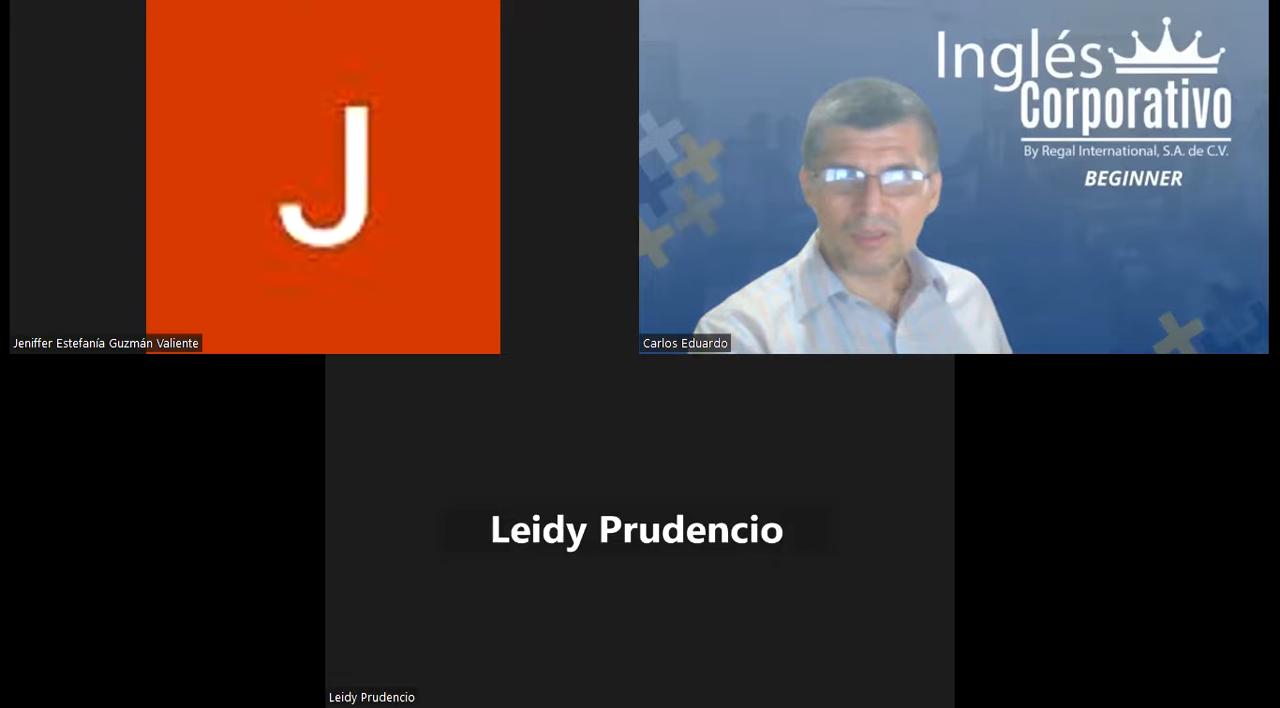 J
Jeniffer Estefanía Guzmán Valiente
Inglés
Corporativo
By Regal International, S.A. de C.V.
BEGINNER
Carlos Eduardo
Leidy Prudencio
Leidy Prudencio